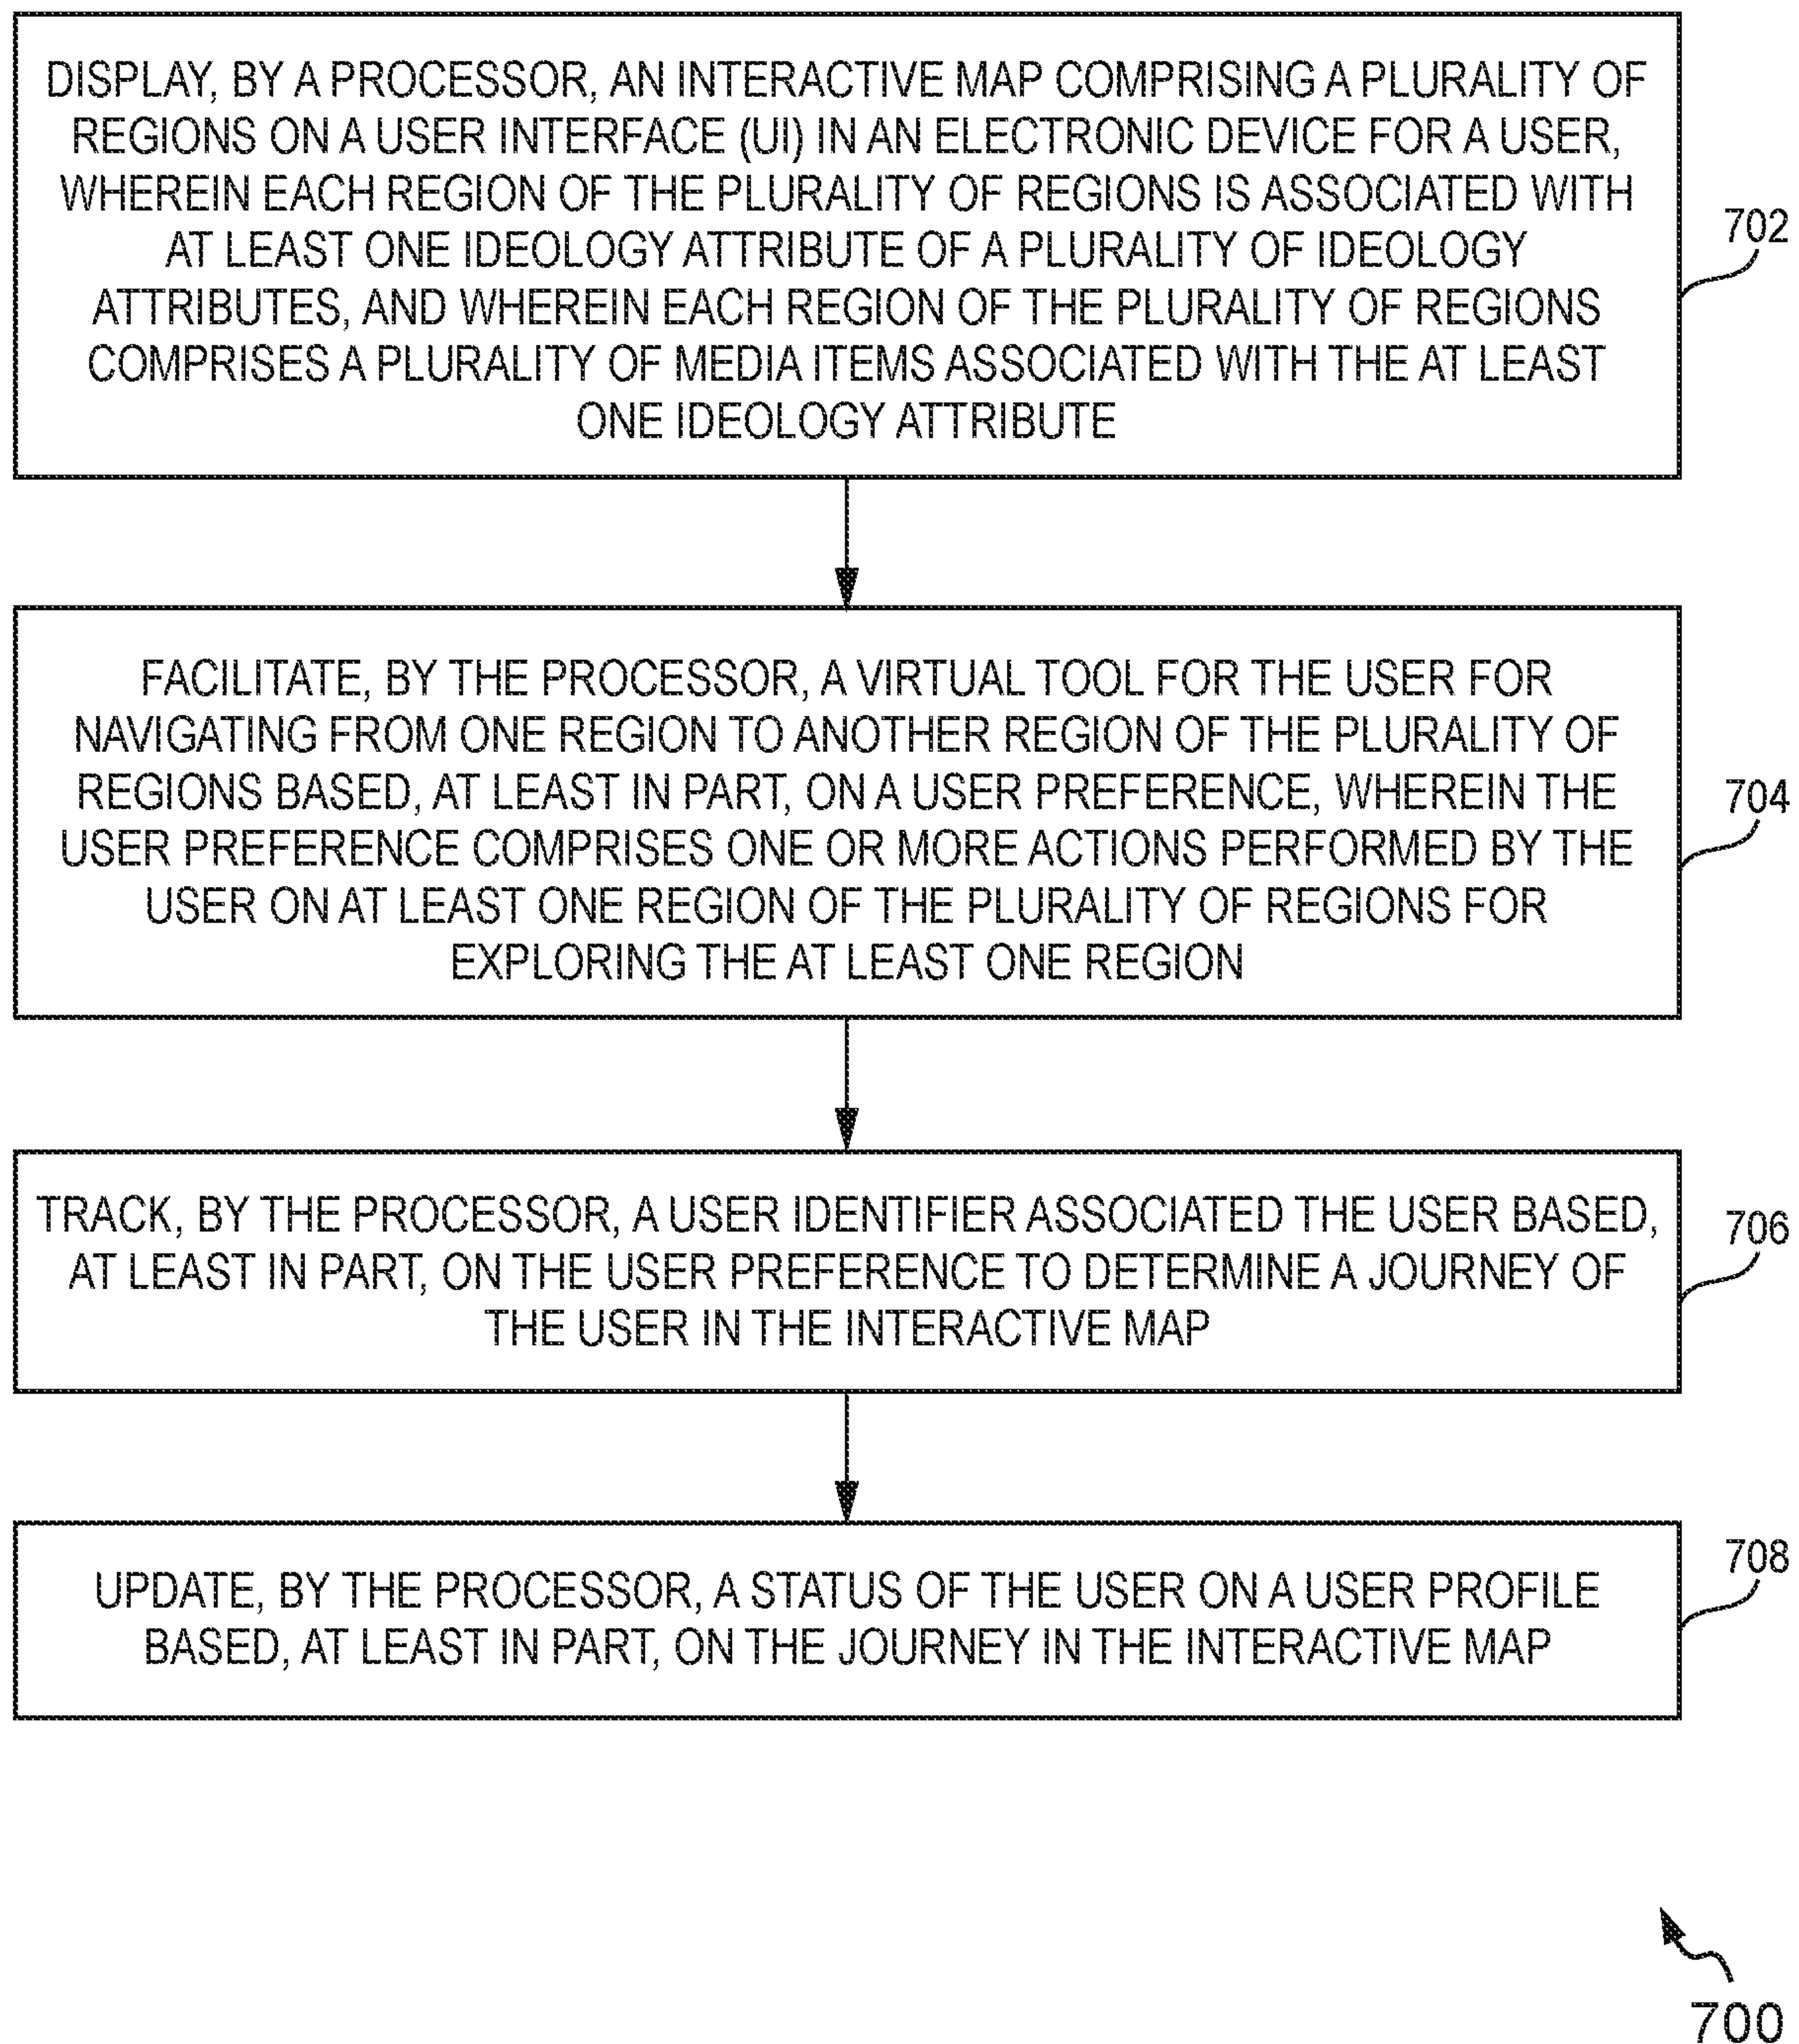 DISPLAY, BY A PROCESSOR, AN INTERACTIVE MAP COMPRISING A PLURALITY OF
REGIONS ON A USER INTERFACE (UI) IN AN ELECTRONIC DEVICE FOR A USER,
WHEREIN EACH REGION OF THE PLURALITY OF REGIONS IS ASSOCIATED WITH
AT LEAST ONE IDEOLOGY ATTRIBUTE OF A PLURALITY OF IDEOLOGY
ATTRIBUTES, AND WHEREIN EACH REGION OF THE PLURALITY OF REGIONS
COMPRISES A PLURALITY OF MEDIA ITEMS ASSOCIATED WITH THE AT LEAST
ONE IDEOLOGY ATTRIBUTE
702
FACILITATE, BY THE PROCESSOR, A VIRTUAL TOOL FOR THE USER FOR
NAVIGATING FROM ONE REGION TO ANOTHER REGION OF THE PLURALITY OF
REGIONS BASED, AT LEAST IN PART, ON A USER PREFERENCE, WHEREIN THE
USER PREFERENCE COMPRISES ONE OR MORE ACTIONS PERFORMED BY THE
USER ON AT LEAST ONE REGION OF THE PLURALITY OF REGIONS FOR
EXPLORING THE AT LEAST ONE REGION
704
TRACK, BY THE PROCESSOR, A USER IDENTIFIER ASSOCIATED THE USER BASED,
AT LEAST IN PART, ON THE USER PREFERENCE TO DETERMINE A JOURNEY OF
THE USER IN THE INTERACTIVE MAP
706
UPDATE, BY THE PROCESSOR, A STATUS OF THE USER ON A USER PROFILE
BASED, AT LEAST IN PART, ON THE JOURNEY IN THE INTERACTIVE MAP
708
700